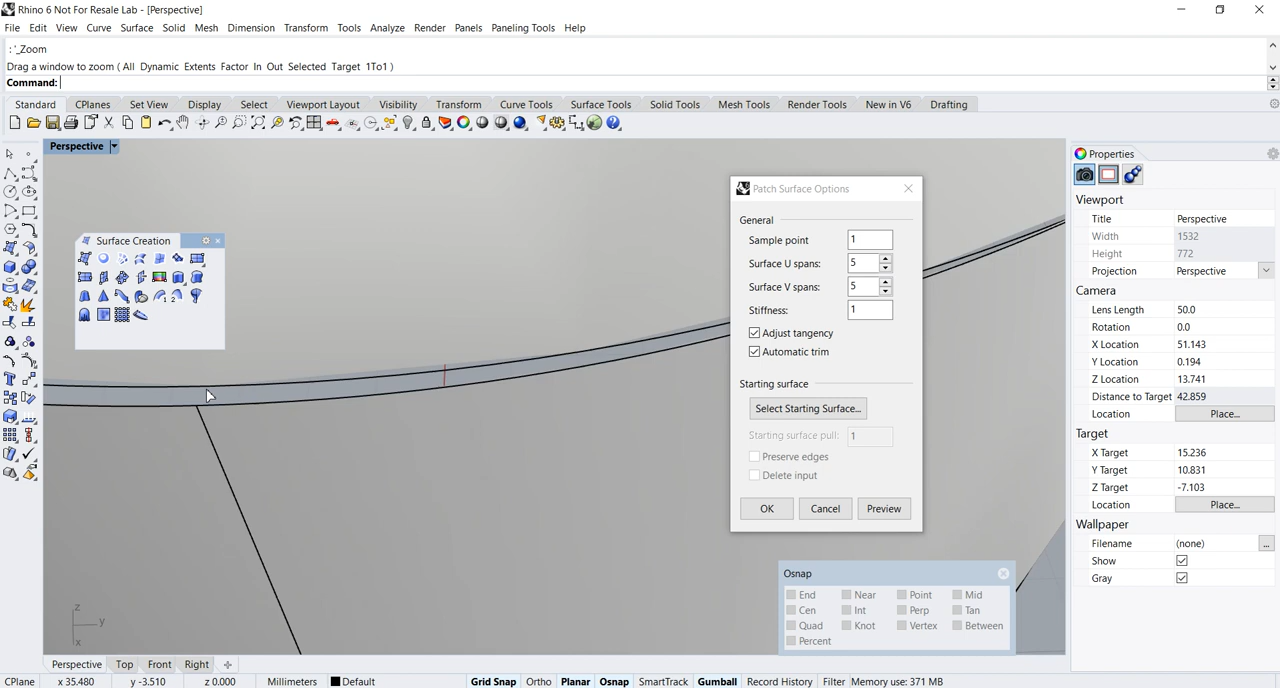 Rhino 6 Not For Resale Lab - [Perspective]
File Edit View Curve Surface Solid Mesh Dimension Transform Tools Analyze Render Panels Paneling Tools Help
: '_Zoom
Drag a window to zoom ( All Dynamic Extents Factor In Out Selected Target 1To1 )
Command:
Standard CPlanes Set View Display Select Viewport Layout Visibility Transform Curve Tools Surface Tools Solid Tools Mesh Tools Render Tools New in V6 Drafting
Perspective
Surface Creation
Patch Surface Options
General
Sample point 1
Surface U spans: 5
Surface V spans: 5
Stiffness: 1
Adjust tangency
Automatic trim
Starting surface
Select Starting Surface...
Starting surface pull: 1
Preserve edges
Delete input
OK Cancel Preview
Osnap
End Near Point Mid
Cen Int Perp Tan
Quad Knot Vertex Between
Percent
z
y
x
Properties
Viewport
Title Perspective
Width 1532
Height 772
Projection Perspective
Camera
Lens Length 50.0
Rotation 0.0
X Location 51.143
Y Location 0.194
Z Location 13.741
Distance to Target 42.859
Location Place...
Target
X Target 15.236
Y Target 10.831
Z Target -7.103
Location Place...
Wallpaper
Filename (none) ...
Show
Gray
Perspective Top Front Right
CPlane x 35.480 y -3.510 z 0.000 Millimeters Default Grid Snap Ortho Planar Osnap SmartTrack Gumball Record History Filter Memory use: 371 MB